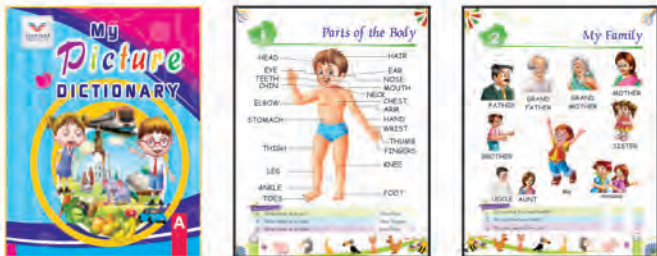 My
Picture
DICTIONARY
A
1
Parts of the Body
HEAD
HAIR
EYE
EAR
TEETH
NOSE
CHIN
MOUTH
NECK
ELBOW
CHEST
ARM
STOMACH
HAND
WRIST
THUMB
THIGH
FINGERS
KNEE
LEG
ANKLE
FOOT
TOES
2
My Family
FATHER
GRAND
FATHER
GRAND
MOTHER
MOTHER
BROTHER
SISTER
UNCLE
AUNT
Me